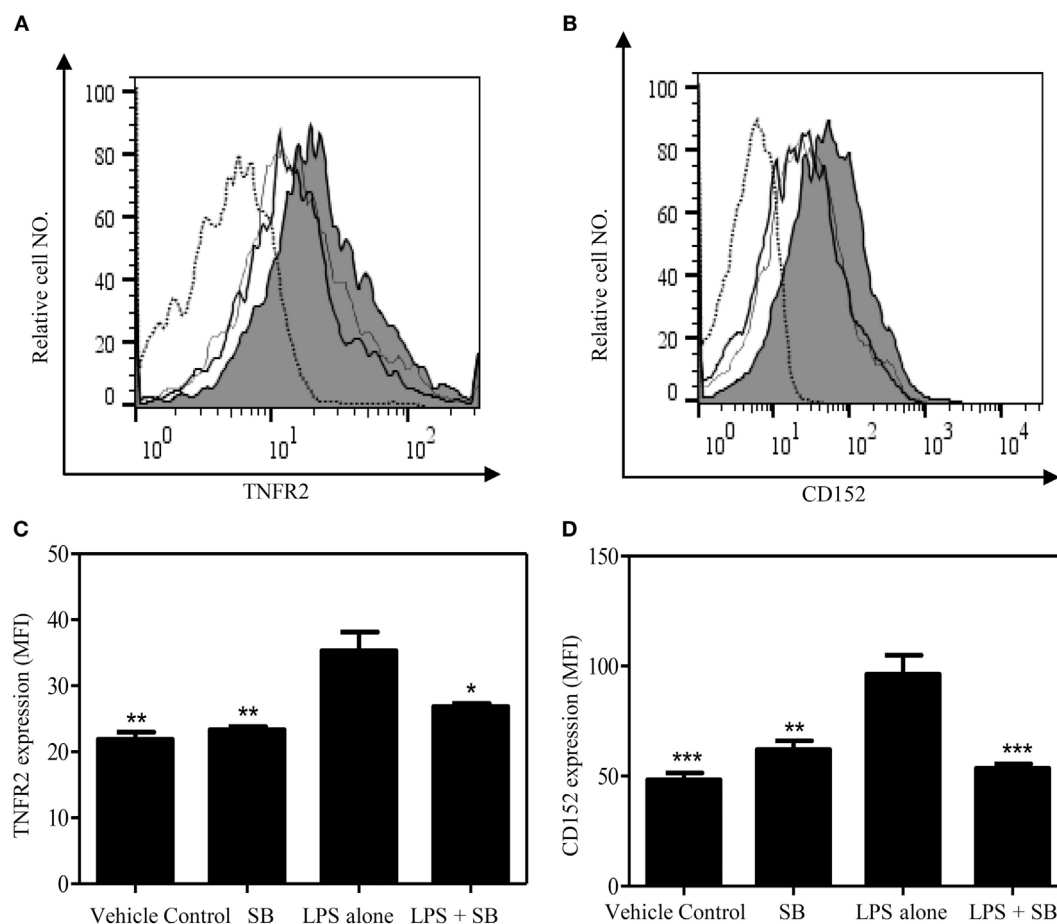 A
B
100
80
60
40
20
0
Relative cell NO.
10^0 10^1 10^2
TNFR2
100
80
60
40
20
0
Relative cell NO.
10^0 10^1 10^2 10^3 10^4
CD152
C
D
50
40
30
20
10
0
TNFR2 expression (MFI)
** ** *
Vehicle Control SB LPS alone LPS + SB
150
100
50
0
CD152 expression (MFI)
*** ** ***
Vehicle Control SB LPS alone LPS + SB